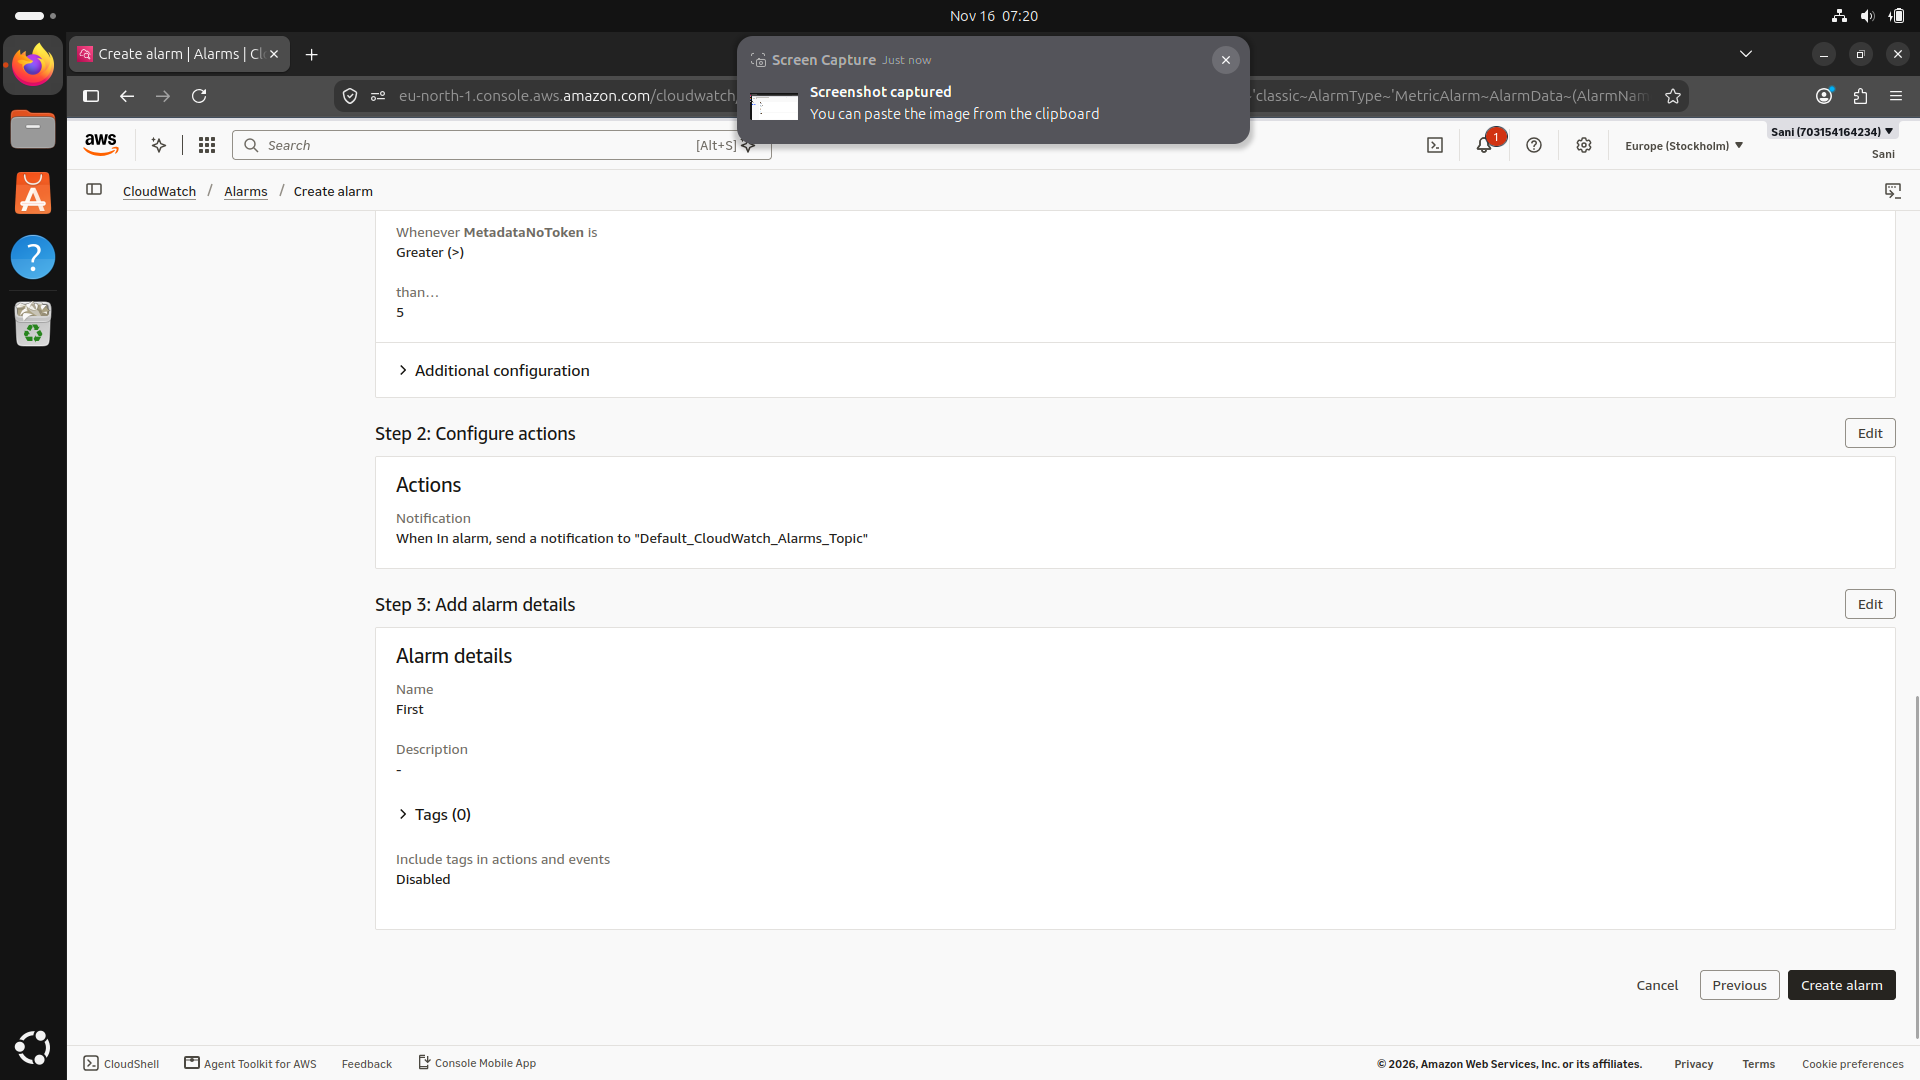 Nov 16 07:20
Create alarm | Alarms | Cl
Screen Capture Just now
Screenshot captured
You can paste the image from the clipboard
eu-north-1.console.aws.amazon.com/cloudwatch
'classic~AlarmType~'MetricAlarm~AlarmData~(AlarmNam
aws
Search
[Alt+S]
1
Europe (Stockholm)
Sani (703154164234)
Sani
CloudWatch / Alarms / Create alarm
Whenever MetadataNoToken is
Greater (>)
than…
5
Additional configuration
Step 2: Configure actions
Edit
Actions
Notification
When In alarm, send a notification to "Default_CloudWatch_Alarms_Topic"
Step 3: Add alarm details
Edit
Alarm details
Name
First
Description
-
Tags (0)
Include tags in actions and events
Disabled
Cancel
Previous
Create alarm
CloudShell
Agent Toolkit for AWS
Feedback
Console Mobile App
© 2026, Amazon Web Services, Inc. or its affiliates.
Privacy
Terms
Cookie preferences